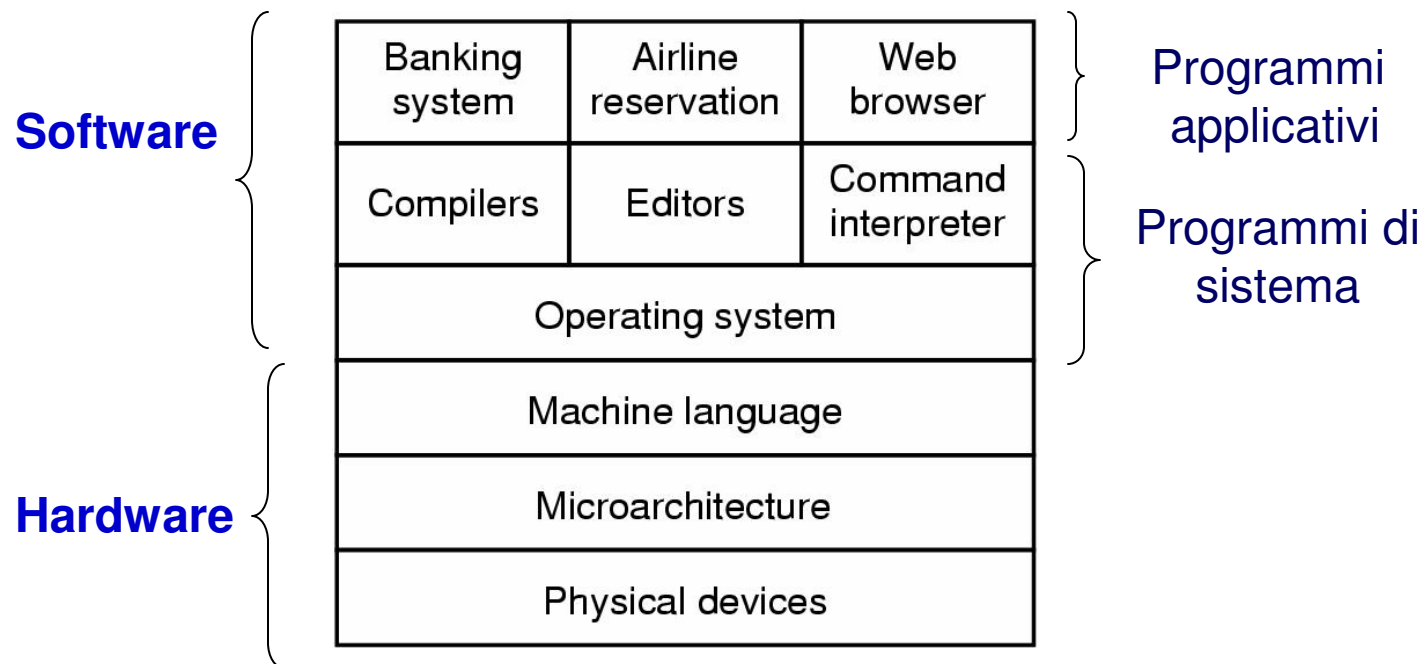 Software
Banking
system
Airline
reservation
Web
browser
Programmi
applicativi
Compilers
Editors
Command
interpreter
Programmi di
sistema
Operating system
Hardware
Machine language
Microarchitecture
Physical devices